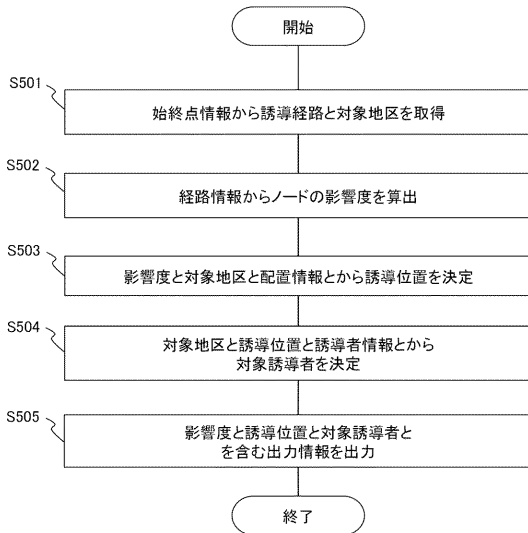 開始
S501
始終点情報から誘導経路と対象地区を取得
S502
経路情報からノードの影響度を算出
S503
影響度と対象地区と配置情報とから誘導位置を決定
S504
対象地区と誘導位置と誘導者情報とから
対象誘導者を決定
S505
影響度と誘導位置と対象誘導者と
を含む出力情報を出力
終了